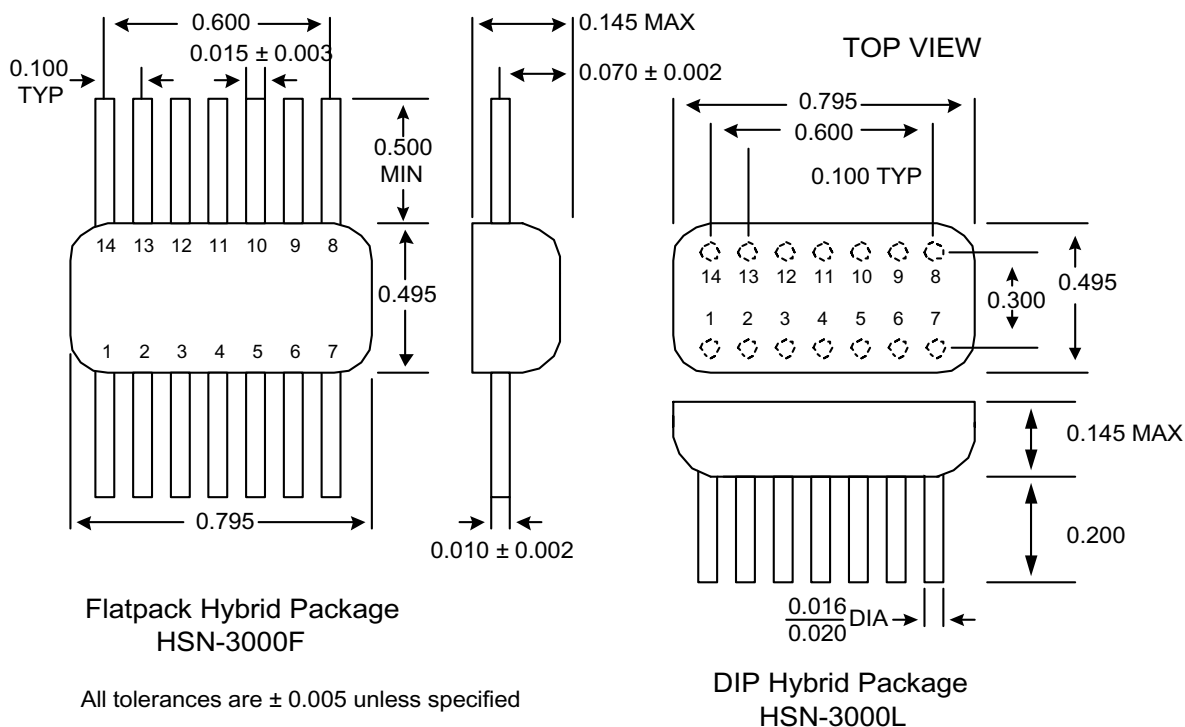 0.600
0.015 ± 0.003
0.100
TYP
0.500
MIN
14 13 12 11 10 9 8
0.495
1 2 3 4 5 6 7
0.795
0.145 MAX
0.070 ± 0.002
0.010 ± 0.002
Flatpack Hybrid Package
HSN-3000F
All tolerances are ± 0.005 unless specified
TOP VIEW
0.795
0.600
0.100 TYP
14 13 12 11 10 9 8
0.300
0.495
1 2 3 4 5 6 7
0.145 MAX
0.200
0.016
0.020
DIA
DIP Hybrid Package
HSN-3000L